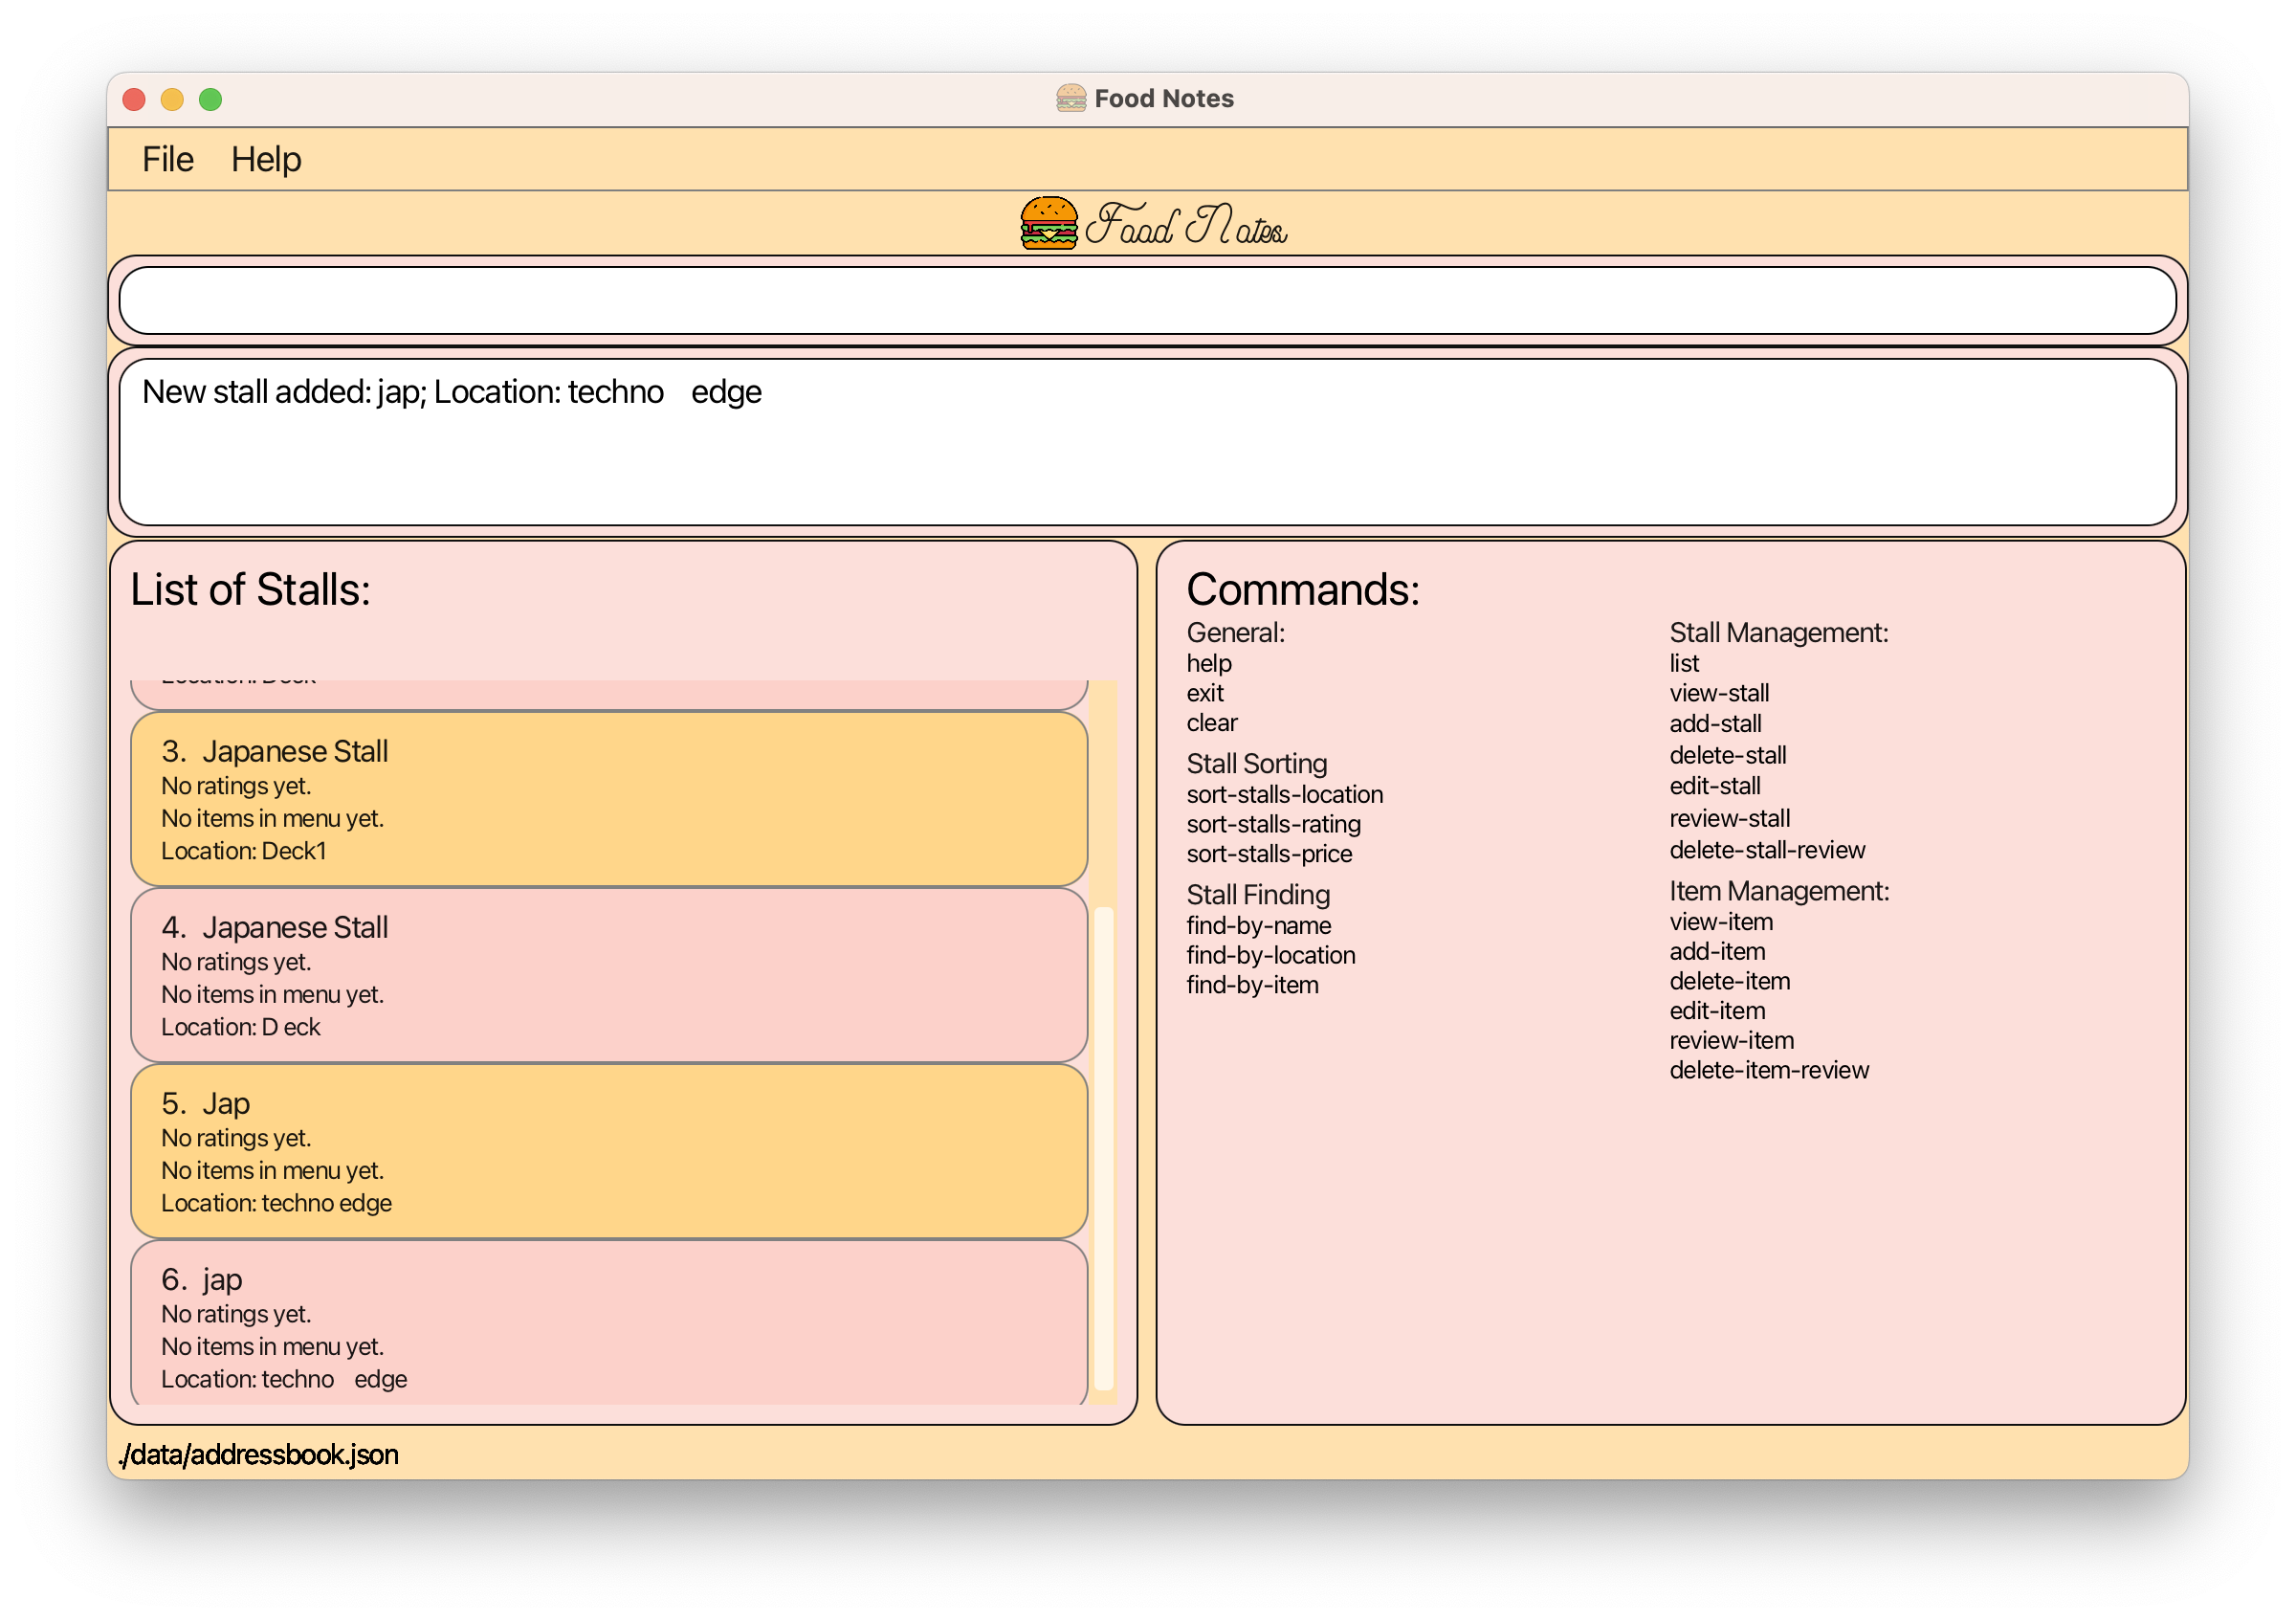 Food Notes
File Help
Food Notes
New stall added: jap; Location: techno    edge
List of Stalls:
Location: Deck
3. Japanese Stall
No ratings yet.
No items in menu yet.
Location: Deck1
4. Japanese Stall
No ratings yet.
No items in menu yet.
Location: D eck
5. Jap
No ratings yet.
No items in menu yet.
Location: techno edge
6. jap
No ratings yet.
No items in menu yet.
Location: techno    edge
Commands:
General:
help
exit
clear
Stall Sorting
sort-stalls-location
sort-stalls-rating
sort-stalls-price
Stall Finding
find-by-name
find-by-location
find-by-item
Stall Management:
list
view-stall
add-stall
delete-stall
edit-stall
review-stall
delete-stall-review
Item Management:
view-item
add-item
delete-item
edit-item
review-item
delete-item-review
./data/addressbook.json